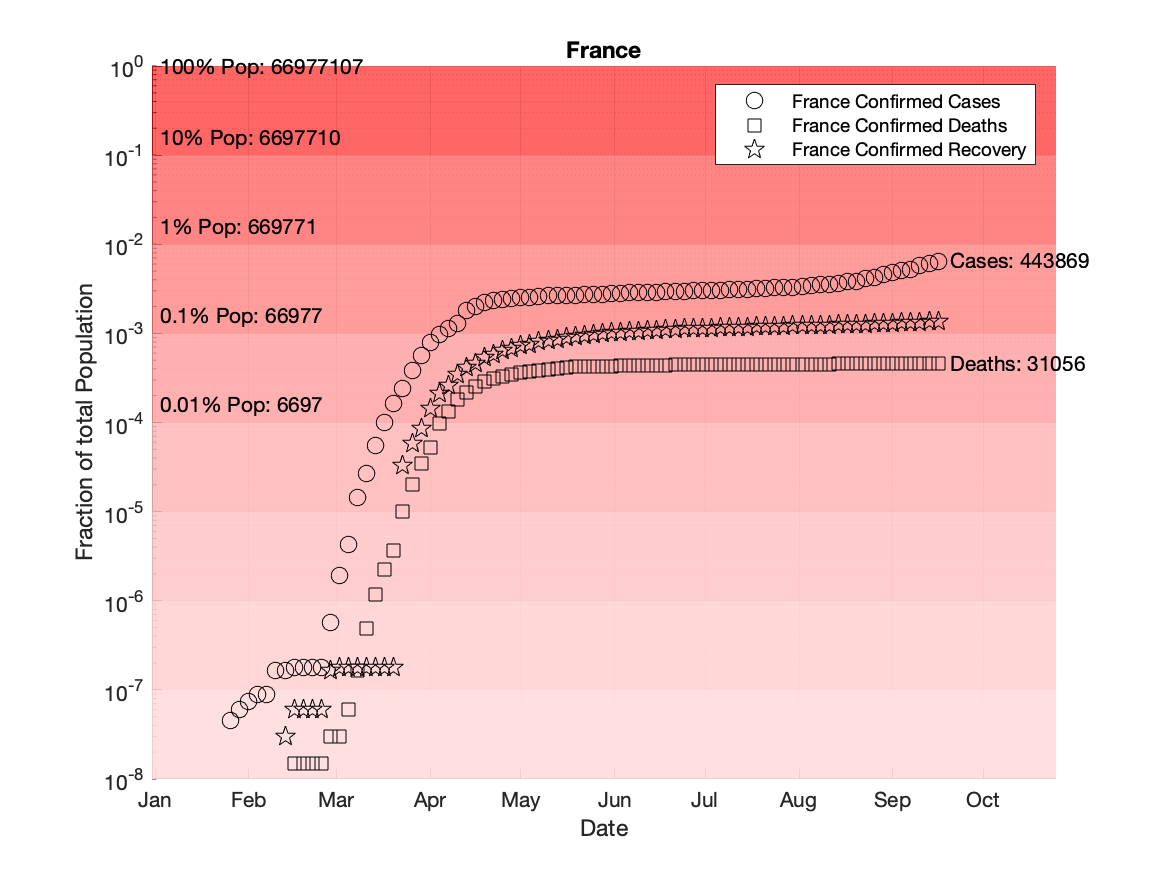 France
10^0
100% Pop: 66977107
France Confirmed Cases
France Confirmed Deaths
France Confirmed Recovery
10% Pop: 6697710
10^-1
1% Pop: 669771
10^-2
Cases: 443869
0.1% Pop: 66977
10^-3
Deaths: 31056
0.01% Pop: 6697
10^-4
10^-5
10^-6
10^-7
10^-8
Fraction of total Population
Jan Feb Mar Apr May Jun Jul Aug Sep Oct
Date